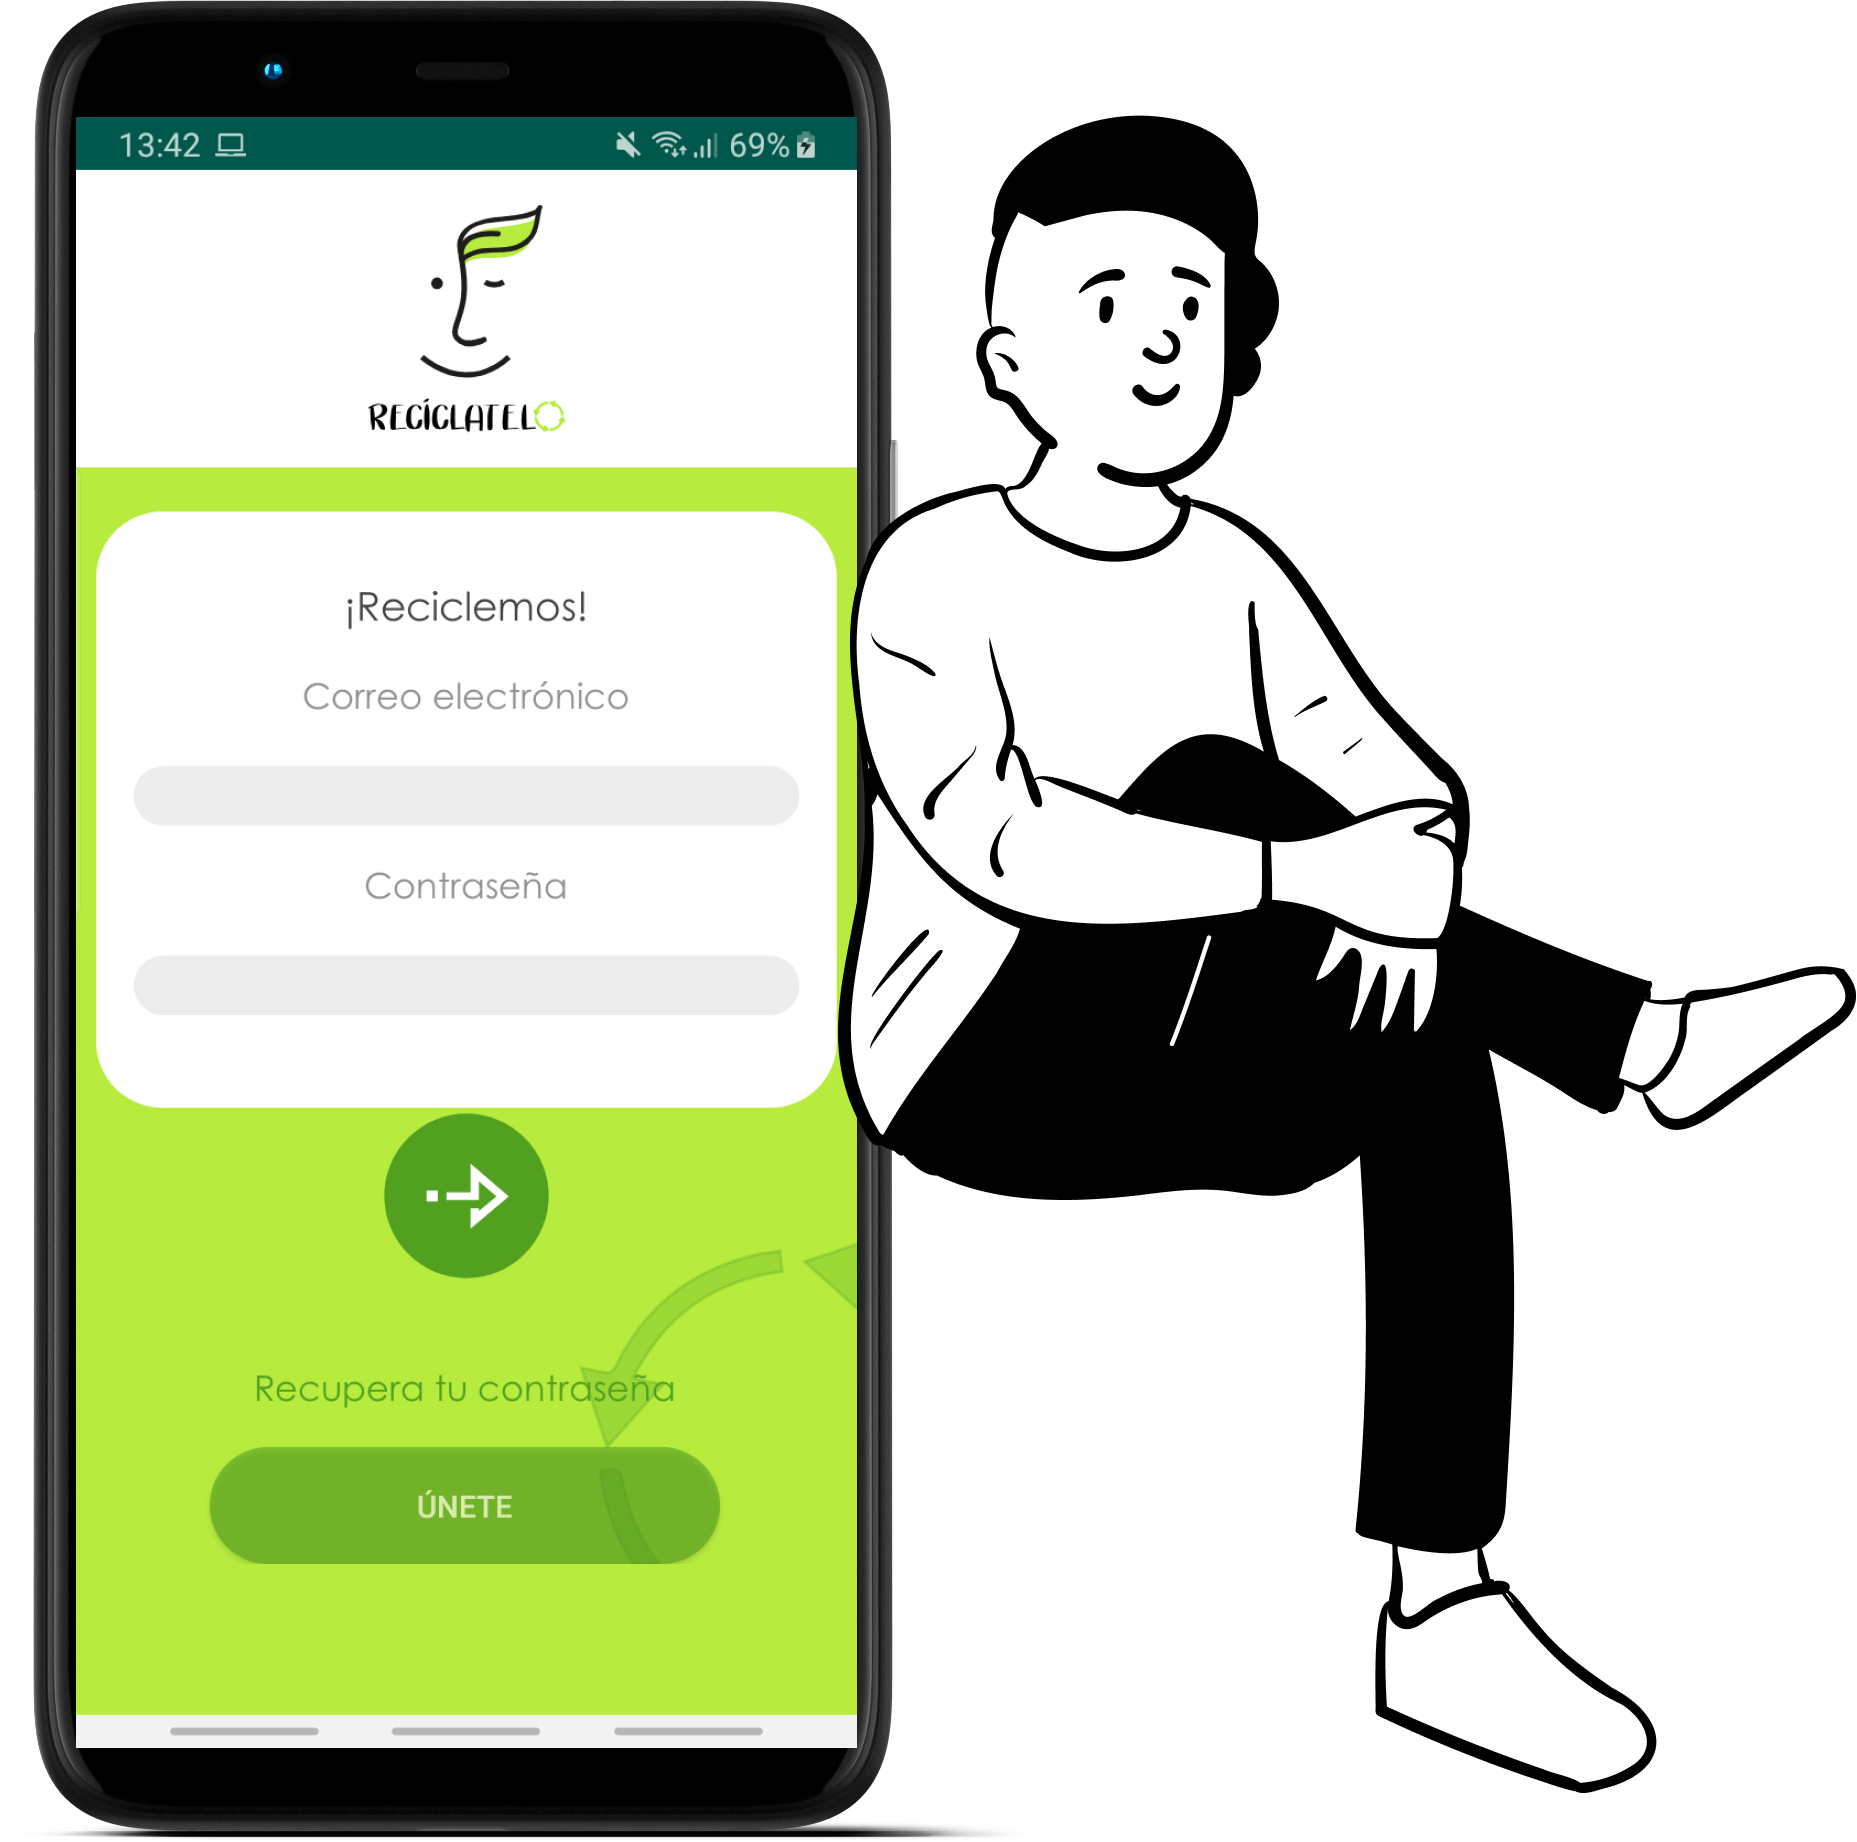 13:42
69%
RECÍCLATELO
¡Reciclemos!
Correo electrónico
Contraseña
Recupera tu contraseña
ÚNETE